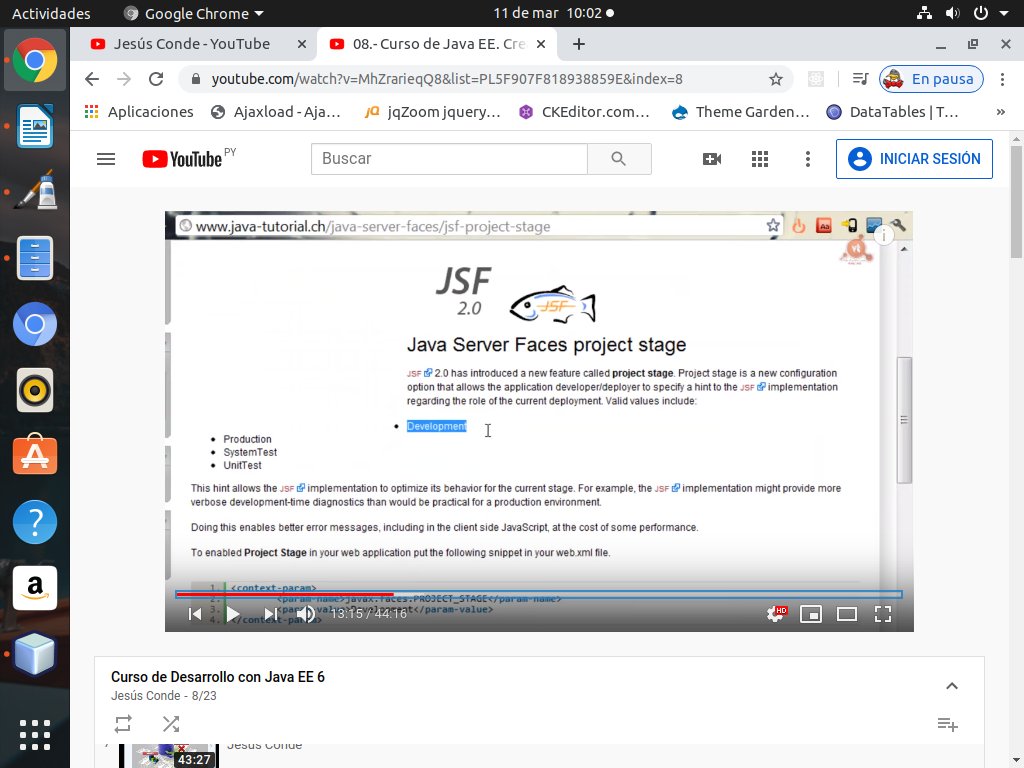 Actividades
Google Chrome
11 de mar 10:02
Jesús Conde - YouTube
08.- Curso de Java EE. Cre
youtube.com/watch?v=MhZrarieqQ8&list=PL5F907F818938859E&index=8
En pausa
Aplicaciones
Ajaxload - Aja...
jqZoom jquery...
CKEditor.com...
Theme Garden...
DataTables | T...
»
YouTube PY
Buscar
INICIAR SESIÓN
www.java-tutorial.ch/java-server-faces/jsf-project-stage
JSF
2.0
JSF
vt
Java Server Faces project stage
JSF 2.0 has introduced a new feature called project stage. Project stage is a new configuration
option that allows the application developer/deployer to specify a hint to the JSF implementation
regarding the role of the current deployment. Valid values include:
• Development
• Production
• SystemTest
• UnitTest
This hint allows the JSF implementation to optimize its behavior for the current stage. For example, the JSF implementation might provide more
verbose development-time diagnostics than would be practical for a production environment.
Doing this enables better error messages, including in the client side JavaScript, at the cost of some performance.
To enabled Project Stage in your web application put the following snippet in your web.xml file.
1. <context-param>
2. <param-name>javax.faces.PROJECT_STAGE</param-name>
3. <param-value>Development</param-value>
4. </context-param>
13:15 / 44:16
HD
Curso de Desarrollo con Java EE 6
Jesús Conde - 8/23
Jesús Conde
43:27